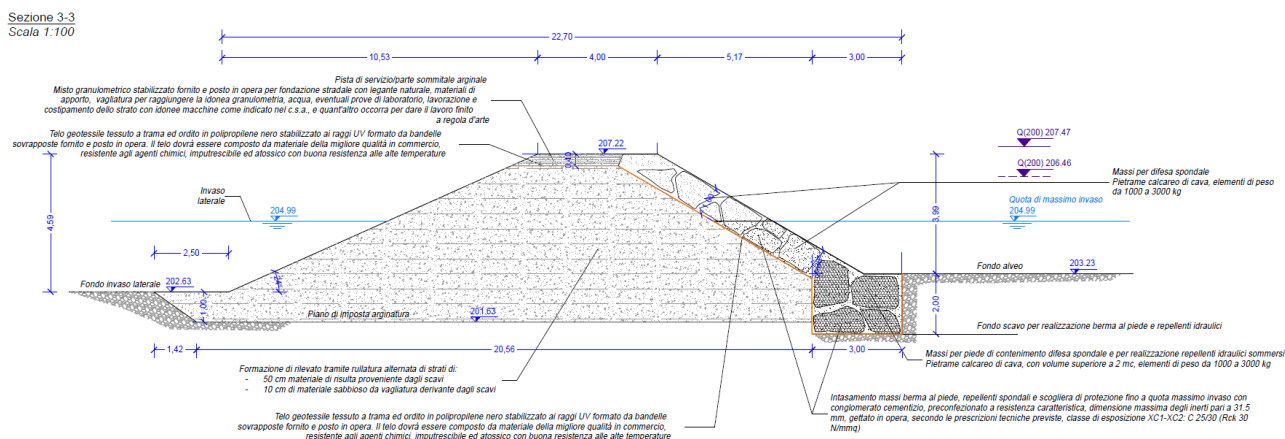 Sezione 3-3
Scala 1:100
22,70
10,53
4,00
5,17
3,00
Pista di servizio/parte sommitale arginale
Misto granulometrico stabilizzato fornito e posto in opera per fondazione stradale con legante naturale, materiali di
apporto, vagliatura per raggiungere la idonea granulometria, acqua, eventuali prove di laboratorio, lavorazione e
costipamento dello strato con idonee macchine come indicato nel c.s.a., e quant'altro occorra per dare il lavoro finito
a regola d'arte
Telo geotessile tessuto a trama ed ordito in polipropilene nero stabilizzato ai raggi UV formato da bandelle
sovrapposte fornito e posto in opera. Il telo dovrà essere composto da materiale della migliore qualità in commercio,
resistente agli agenti chimici, imputrescibile ed atossico con buona resistenza alle alte temperature
207.22
0,40
Q(200) 207.47
Q(200) 206.46
Massi per difesa spondale
Pietrame calcareo di cava, elementi di peso
da 1000 a 3000 kg
Invaso
laterale
204.99
Quota di massimo invaso
204.99
4,59
3,99
2,50
Fondo invaso laterale
202.63
1,00
Fondo alveo
203.23
2,00
Piano di imposta arginatura
201.63
Fondo scavo per realizzazione berma al piede e repellenti idraulici
1,42
20,56
3,00
Massi per piede di contenimento difesa spondale e per realizzazione repellenti idraulici sommersi
Pietrame calcareo di cava, con volume superiore a 2 mc, elementi di peso da 1000 a 3000 kg
Formazione di rilevato tramite rullatura alternata di strati di:
- 50 cm materiale di risulta proveniente dagli scavi
- 10 cm di materiale sabbioso da vagliatura derivante dagli scavi
Intasamento massi berma al piede, repellenti spondali e scogliera di protezione fino a quota massimo invaso con
conglomerato cementizio, preconfezionato a resistenza caratteristica, dimensione massima degli inerti pari a 31.5
mm, gettato in opera, secondo le prescrizioni tecniche previste, classe di esposizione XC1-XC2: C 25/30 (Rck 30
N/mmq)
Telo geotessile tessuto a trama ed ordito in polipropilene nero stabilizzato ai raggi UV formato da bandelle
sovrapposte fornito e posto in opera. Il telo dovrà essere composto da materiale della migliore qualità in commercio,
resistente agli agenti chimici, imputrescibile ed atossico con buona resistenza alle alte temperature